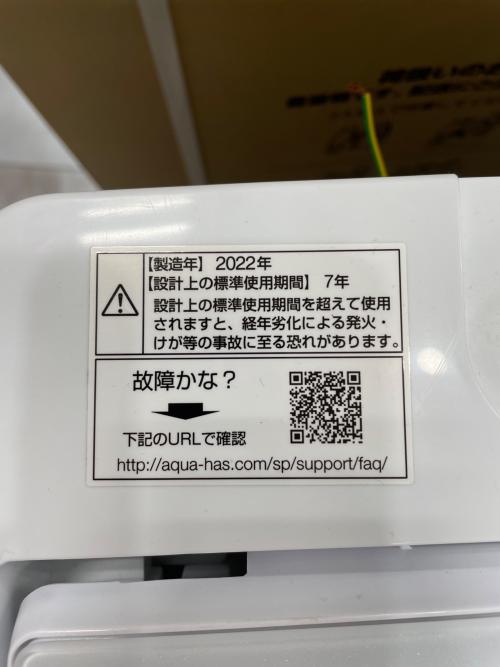 【製造年】 2022年
【設計上の標準使用期間】 7年
設計上の標準使用期間を超えて使用
されますと、経年劣化による発火・
けが等の事故に至る恐れがあります。
故障かな？
下記のURLで確認
http://aqua-has.com/sp/support/faq/